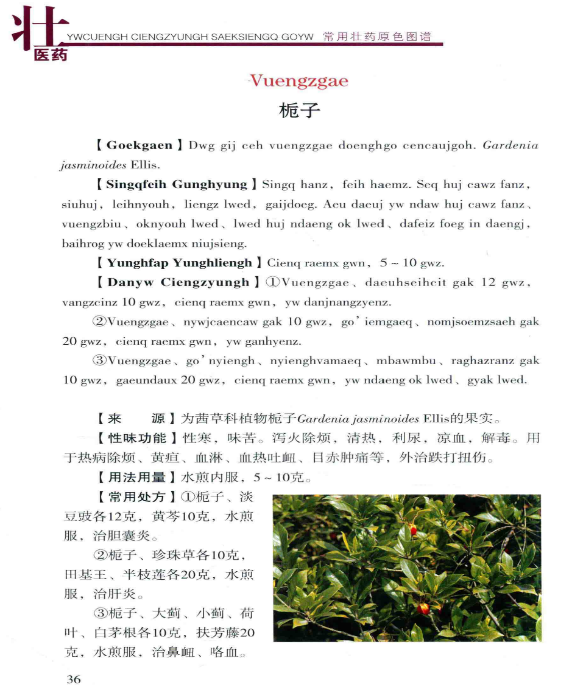 壮
医药
YWCUENGH CIENGZYUNGH SAEKSIENGQ GOYW 常用壮药原色图谱
Vuengzgae
栀子
【Goekgaen】Dwg gij ceh vuengzgae doenghgo cencaujgoh. Gardenia
jasminoides Ellis.
【Singqfeih Gunghyung】Singq hanz, feih haemz. Seq huj cawz fanz,
siuhuj, leihnyouh, liengz lwed, gaijdoeg. Aeu dacuj yw ndaw huj cawz fanz、
vuengzbiu、oknyouh lwed、lwed huj ndaeng ok lwed、dafeiz foeg in daengj,
baihrog yw doeklaemx niujsieng.
【Yunghfap Yunghliengh】Cienq raemx gwn, 5~10 gwz.
【Danyw Ciengzyungh】①Vuengzgae、daeuhseihcit gak 12 gwz,
vangzcinz 10 gwz, cienq raemx gwn, yw danjnangzyenz.
②Vuengzgae、nywjcaencaw gak 10 gwz, go'iemgaeq、nomjsoemzsaeh gak
20 gwz, cienq raemx gwn, yw ganhyenz.
③Vuengzgae、go'nyiengh、nyienghvamaeq、mbawmbu、raghazranz gak
10 gwz, gaeundaux 20 gwz, cienq raemx gwn, yw ndaeng ok lwed、gyak lwed.
【来 源】为茜草科植物栀子Gardenia jasminoides Ellis的果实。
【性味功能】性寒，味苦。泻火除烦，清热，利尿，凉血，解毒。用
于热病除烦、黄疸、血淋、血热吐衄、目赤肿痛等，外治跌打扭伤。
【用法用量】水煎内服，5~10克。
【常用处方】①栀子、淡
豆豉各12克，黄芩10克，水煎
服，治胆囊炎。
②栀子、珍珠草各10克，
田基王、半枝莲各20克，水煎
服，治肝炎。
③栀子、大蓟、小蓟、荷
叶、白茅根各10克，扶芳藤20
克，水煎服，治鼻衄、咯血。
36